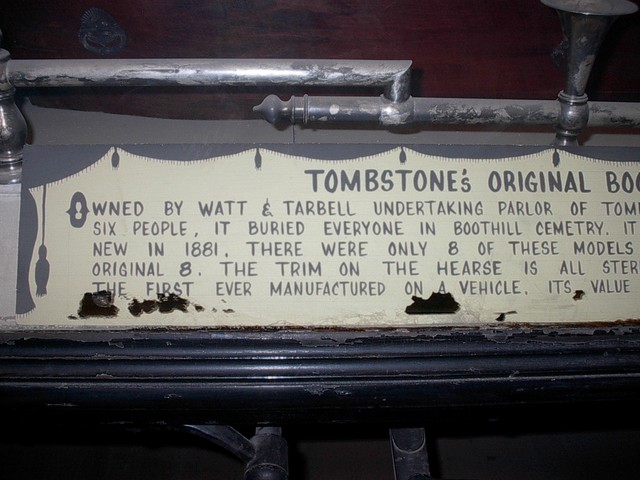 TOMBSTONE'S ORIGINAL BOO
OWNED BY WATT & TARBELL UNDERTAKING PARLOR OF TOM
SIX PEOPLE, IT BURIED EVERYONE IN BOOTHILL CEMETRY. IT
NEW IN 1881. THERE WERE ONLY 8 OF THESE MODELS
ORIGINAL 8. THE TRIM ON THE HEARSE IS ALL STER
THE FIRST EVER MANUFACTURED ON A VEHICLE. ITS VALUE